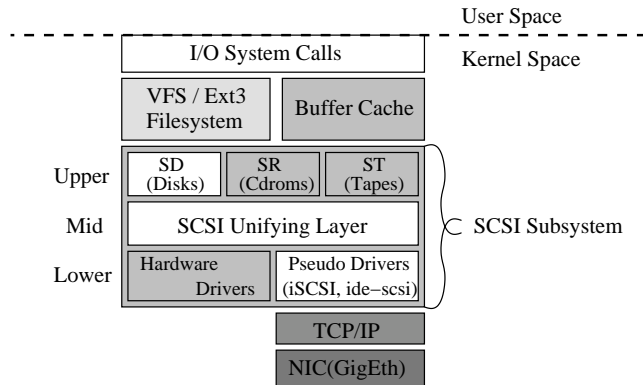 User Space
I/O System Calls
Kernel Space
VFS / Ext3
Filesystem
Buffer Cache
Upper
SD
(Disks)
SR
(Cdroms)
ST
(Tapes)
Mid
SCSI Unifying Layer
SCSI Subsystem
Lower
Hardware
Drivers
Pseudo Drivers
(iSCSI, ide−scsi)
TCP/IP
NIC(GigEth)